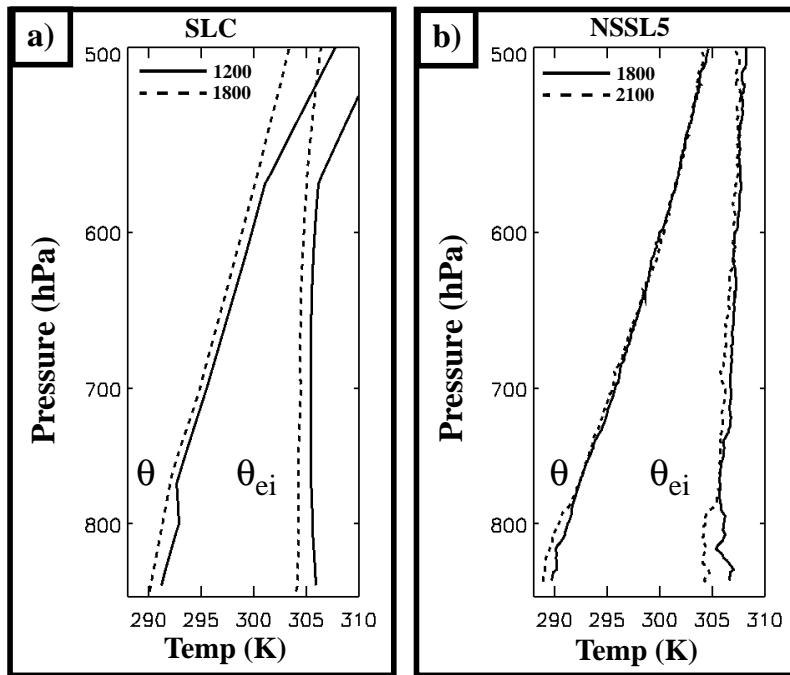 a)
SLC
1200
1800
500
600
700
800
Pressure (hPa)
θ
θei
290 295 300 305 310
Temp (K)
b)
NSSL5
1800
2100
500
600
700
800
Pressure (hPa)
θ
θei
290 295 300 305 310
Temp (K)